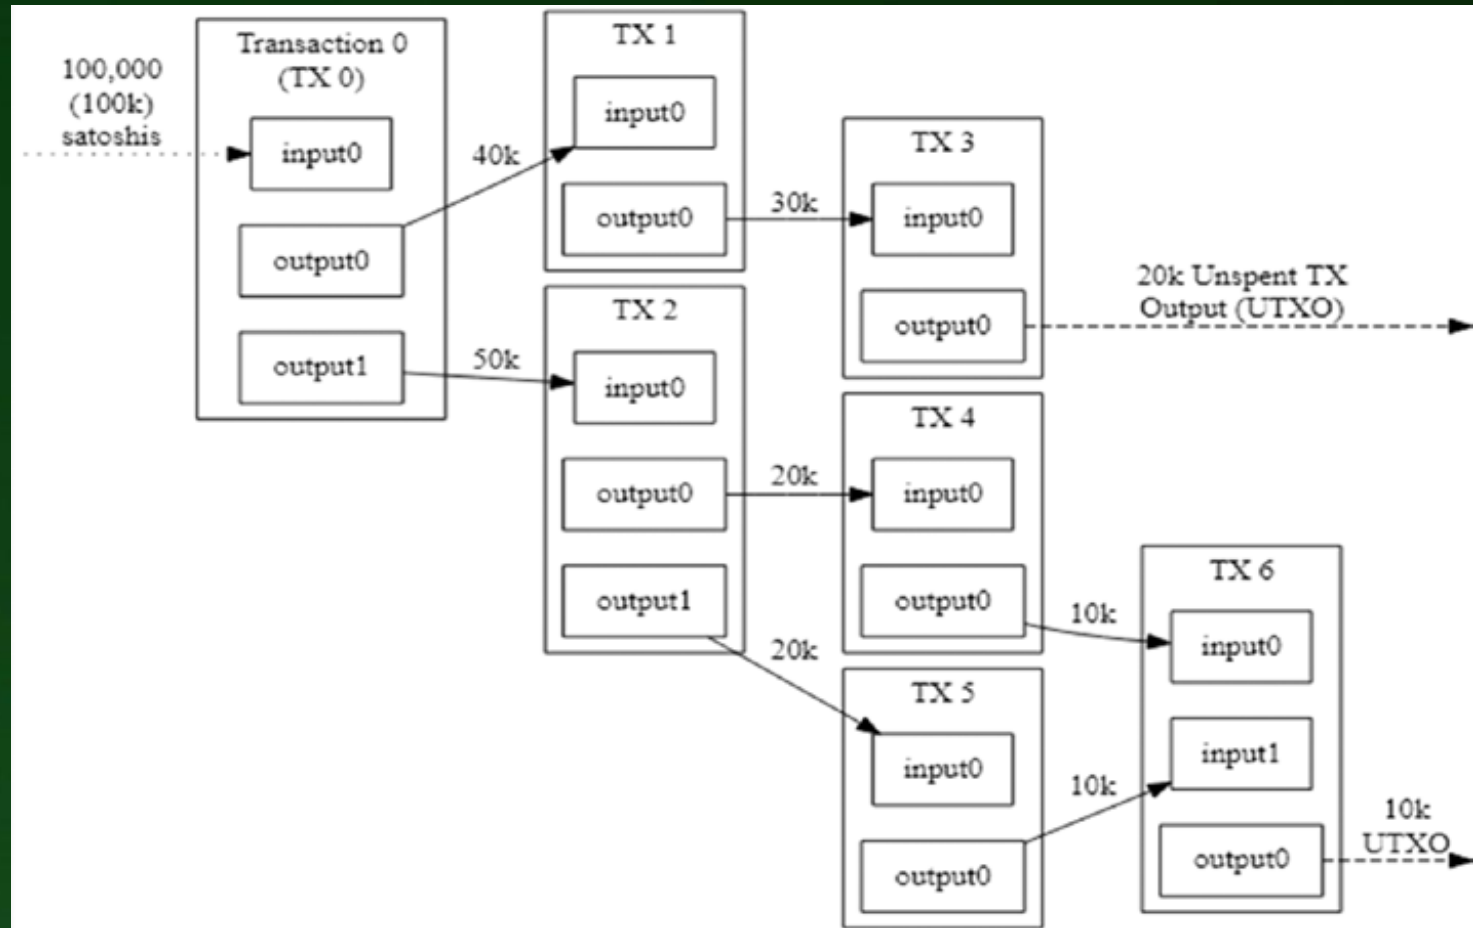 100,000
(100k)
satoshis
Transaction 0
(TX 0)
input0
output0
output1
40k
50k
TX 1
input0
output0
30k
TX 2
input0
output0
output1
20k
20k
TX 3
input0
output0
20k Unspent TX
Output (UTXO)
TX 4
input0
output0
10k
TX 5
input0
output0
10k
TX 6
input0
input1
output0
10k
UTXO